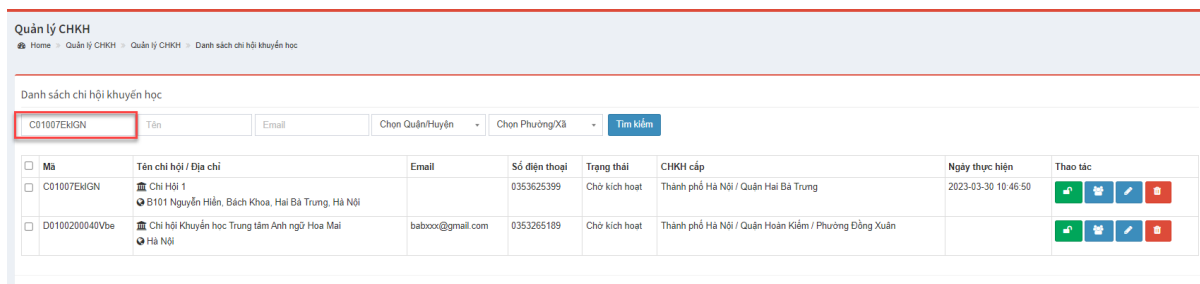 Quản lý CHKH
Home > Quản lý CHKH > Quản lý CHKH > Danh sách chi hội khuyến học
Danh sách chi hội khuyến học
C01007EkIGN Tên Email Chọn Quận/Huyện Chọn Phường/Xã Tìm kiếm
Mã Tên chi hội / Địa chỉ Email Số điện thoại Trạng thái CHKH cấp Ngày thực hiện Thao tác
C01007EkIGN Chi Hội 1 0353625399 Chờ kích hoạt Thành phố Hà Nội / Quận Hai Bà Trưng 2023-03-30 10:46:50
B101 Nguyễn Hiền, Bách Khoa, Hai Bà Trưng, Hà Nội
D0100200040Vbe Chi hội Khuyến học Trung tâm Anh ngữ Hoa Mai babxxx@gmail.com 0353265189 Chờ kích hoạt Thành phố Hà Nội / Quận Hoàn Kiếm / Phường Đồng Xuân
Hà Nội